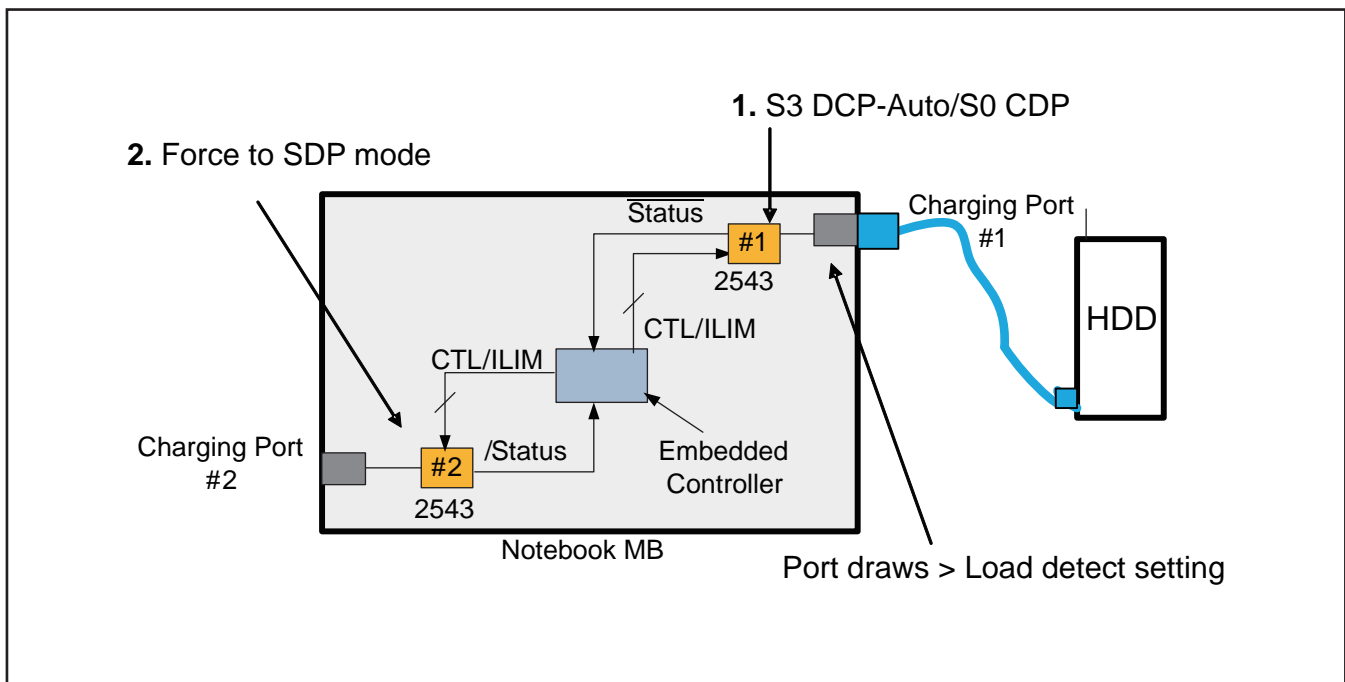 1. S3 DCP-Auto/S0 CDP
2. Force to SDP mode
Status
Charging Port
#1
#1
2543
HDD
CTL/ILIM
CTL/ILIM
Charging Port
#2
/Status
#2
2543
Embedded
Controller
Notebook MB
Port draws > Load detect setting